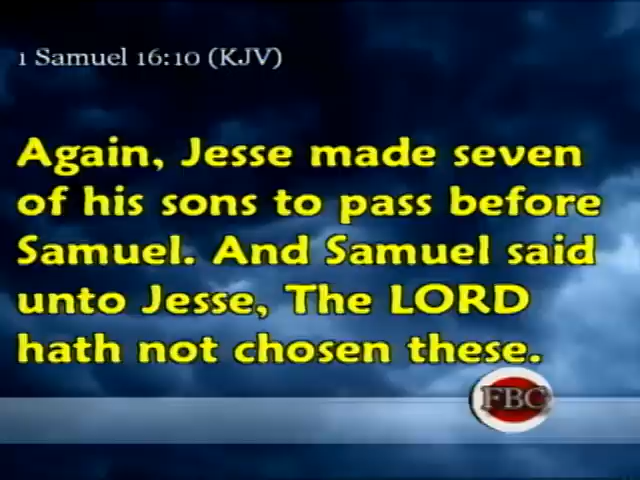 1 Samuel 16:10 (KJV)
Again, Jesse made seven
of his sons to pass before
Samuel. And Samuel said
unto Jesse, The LORD
hath not chosen these.
FBC